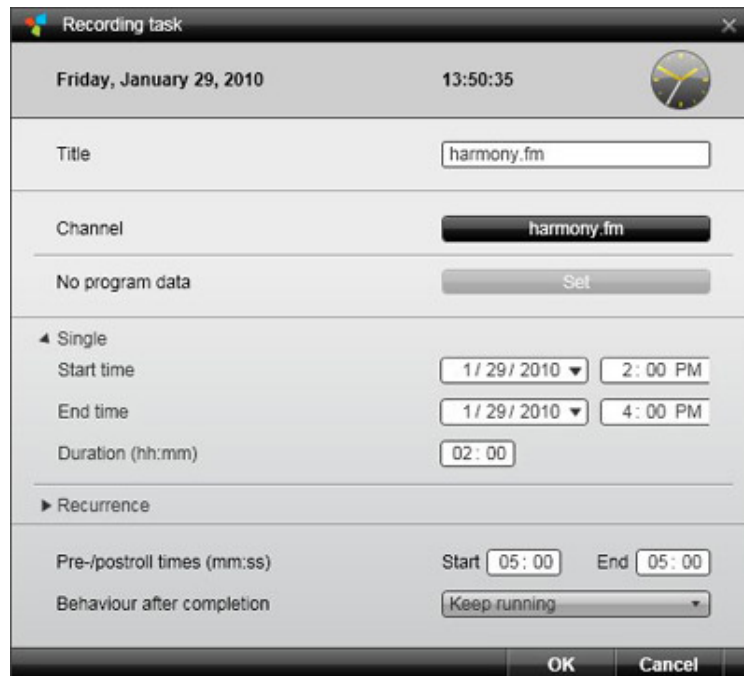 Recording task
Friday, January 29, 2010 13:50:35
Title harmony.fm
Channel harmony.fm
No program data Set
Single
Start time 1/ 29/ 2010 2: 00 PM
End time 1/ 29/ 2010 4: 00 PM
Duration (hh:mm) 02: 00
Recurrence
Pre-/postroll times (mm:ss) Start 05: 00 End 05: 00
Behaviour after completion Keep running
OK Cancel